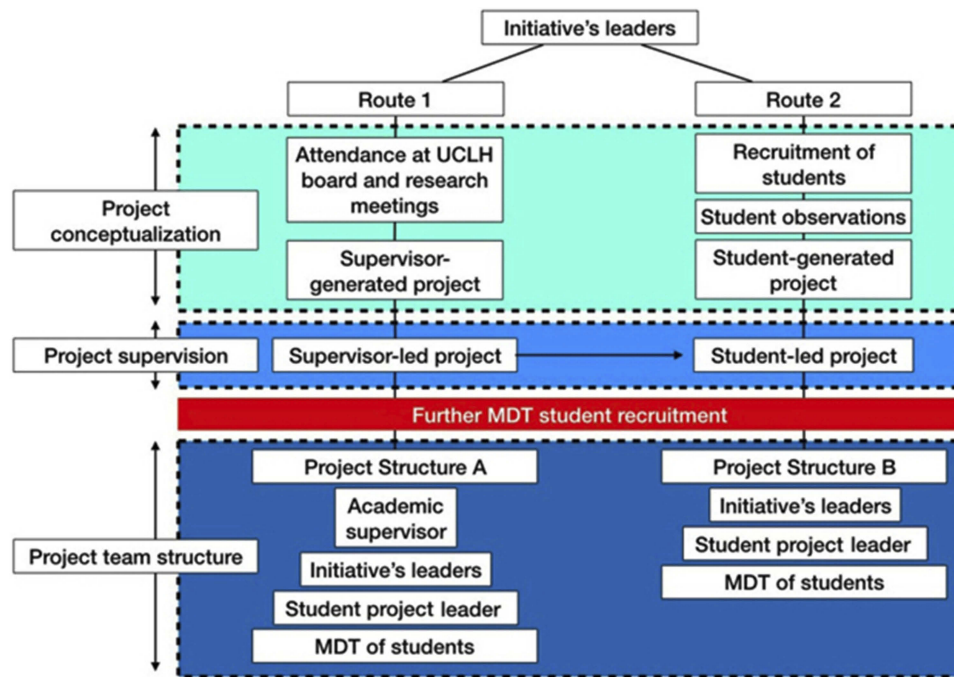 Initiative’s leaders
Route 1
Route 2
Project
conceptualization
Attendance at UCLH
board and research
meetings
Supervisor-
generated project
Recruitment of
students
Student observations
Student-generated
project
Project supervision
Supervisor-led project
Student-led project
Further MDT student recruitment
Project team structure
Project Structure A
Academic
supervisor
Initiative’s leaders
Student project leader
MDT of students
Project Structure B
Initiative’s leaders
Student project leader
MDT of students